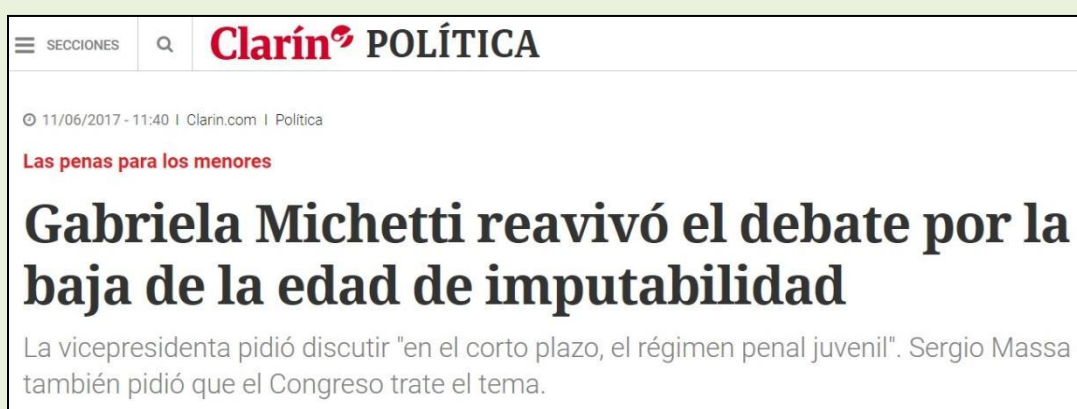 SECCIONES Clarín POLÍTICA
11/06/2017 - 11:40 | Clarin.com | Política
Las penas para los menores
Gabriela Michetti reavivó el debate por la
baja de la edad de imputabilidad
La vicepresidenta pidió discutir "en el corto plazo, el régimen penal juvenil". Sergio Massa
también pidió que el Congreso trate el tema.